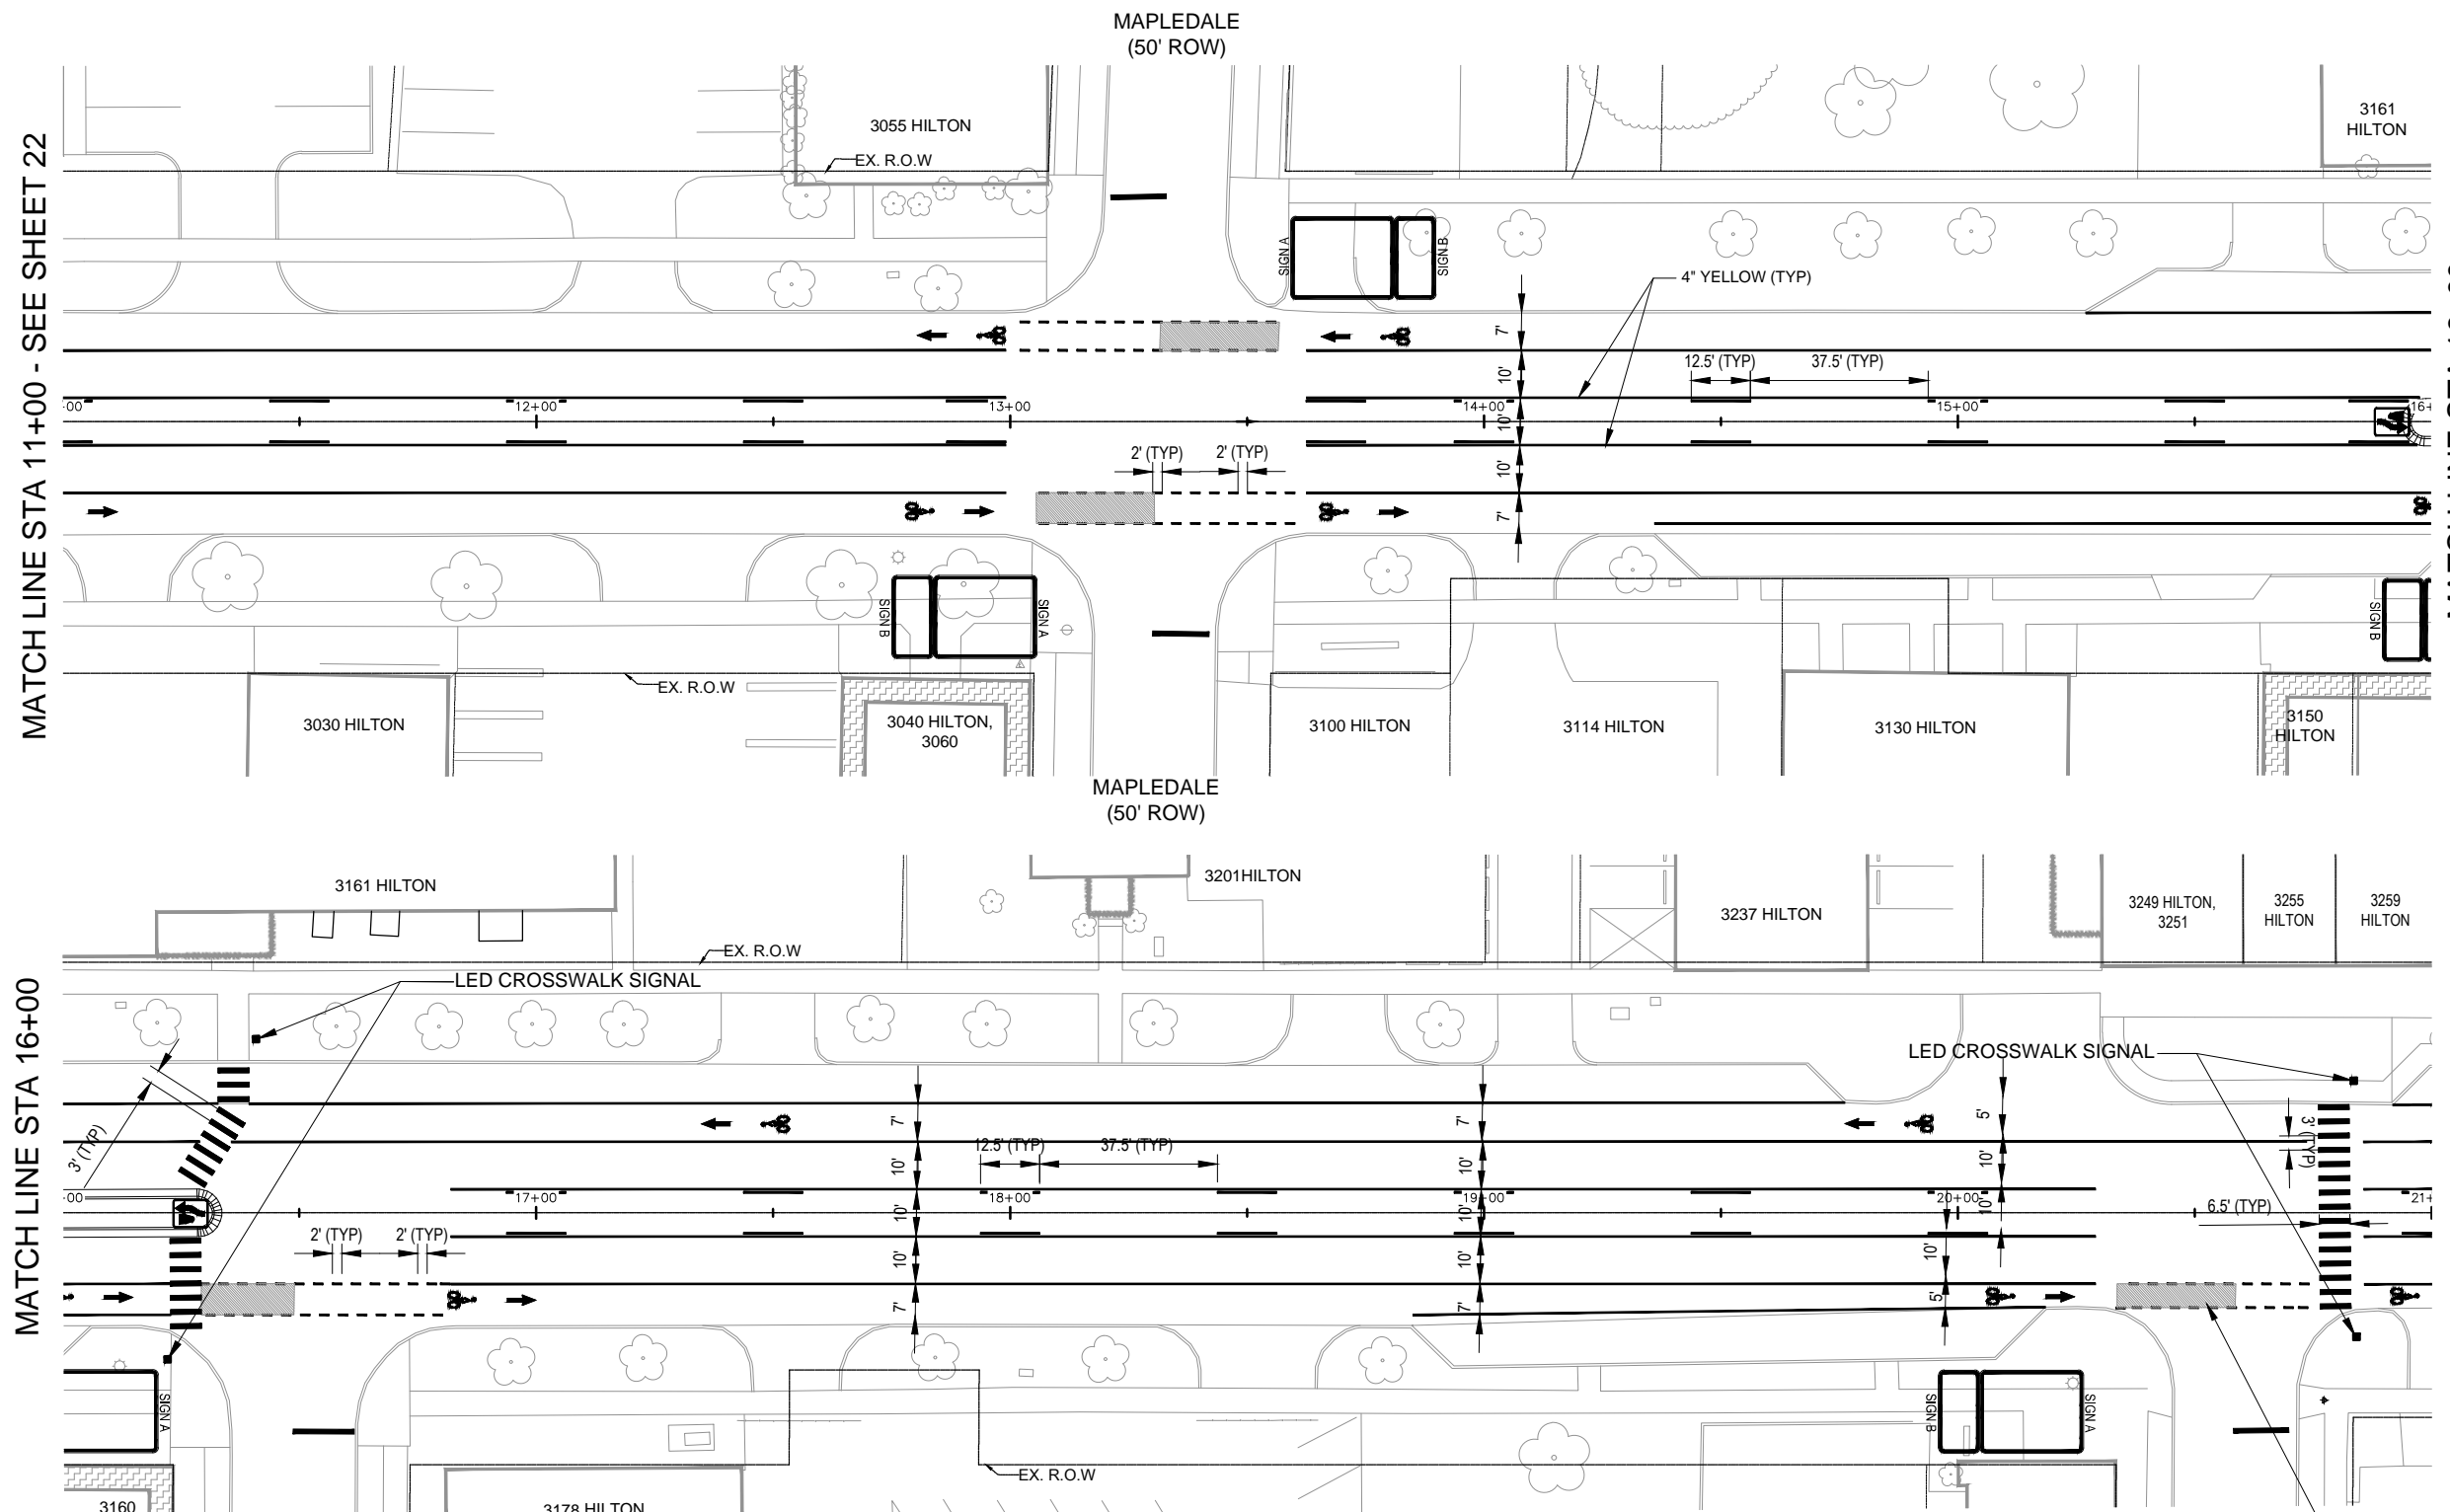 MAPLEDALE
(50' ROW)
MATCH LINE STA 11+00 - SEE SHEET 22
3055 HILTON
EX. R.O.W
3161
HILTON
SIGN A
SIGN B
4" YELLOW (TYP)
7'
10'
12.5' (TYP)
37.5' (TYP)
12+00
13+00
14+00
15+00
10'
2' (TYP)
2' (TYP)
10'
7'
SIGN B
SIGN A
SIGN B
EX. R.O.W
3030 HILTON
3040 HILTON,
3060
3100 HILTON
3114 HILTON
3130 HILTON
3150
HILTON
MAPLEDALE
(50' ROW)
MATCH LINE STA 16+00
3161 HILTON
3201HILTON
3237 HILTON
3249 HILTON,
3251
3255
HILTON
3259
HILTON
EX. R.O.W
LED CROSSWALK SIGNAL
LED CROSSWALK SIGNAL
3' (TYP)
7'
7'
5'
3' (TYP)
12.5' (TYP)
37.5' (TYP)
10'
10'
10'
17+00
18+00
19+00
20+00
10'
10'
10'
6.5' (TYP)
2' (TYP)
2' (TYP)
10'
10'
10'
7'
7'
5'
SIGN A
SIGN B
SIGN A
EX. R.O.W
3160
3178 HILTON